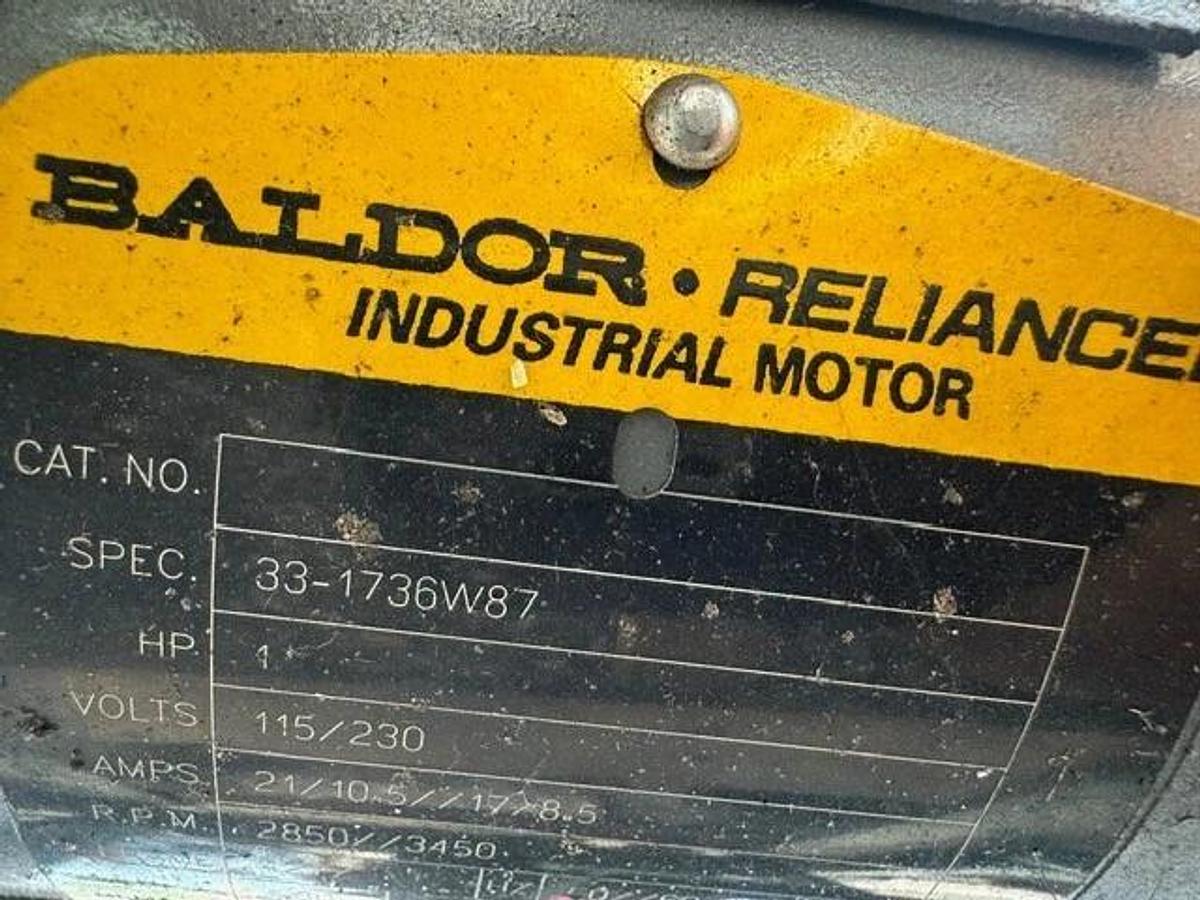 BALDOR • RELIANCE
INDUSTRIAL MOTOR
CAT. NO.
SPEC. 33-1736W87
HP 1
VOLTS 115/230
AMPS 21/10.5//17/8.5
R.P.M. 2850//3450